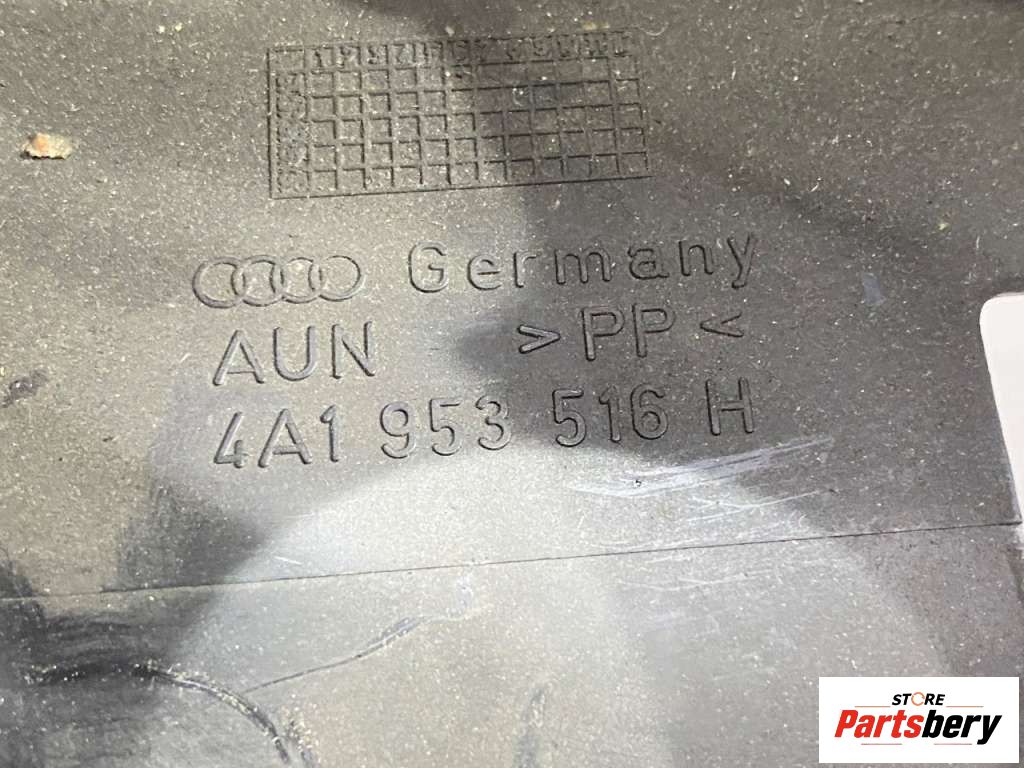 Germany
AUN >PP<
4A1 953 516 H
STORE
Partsbery